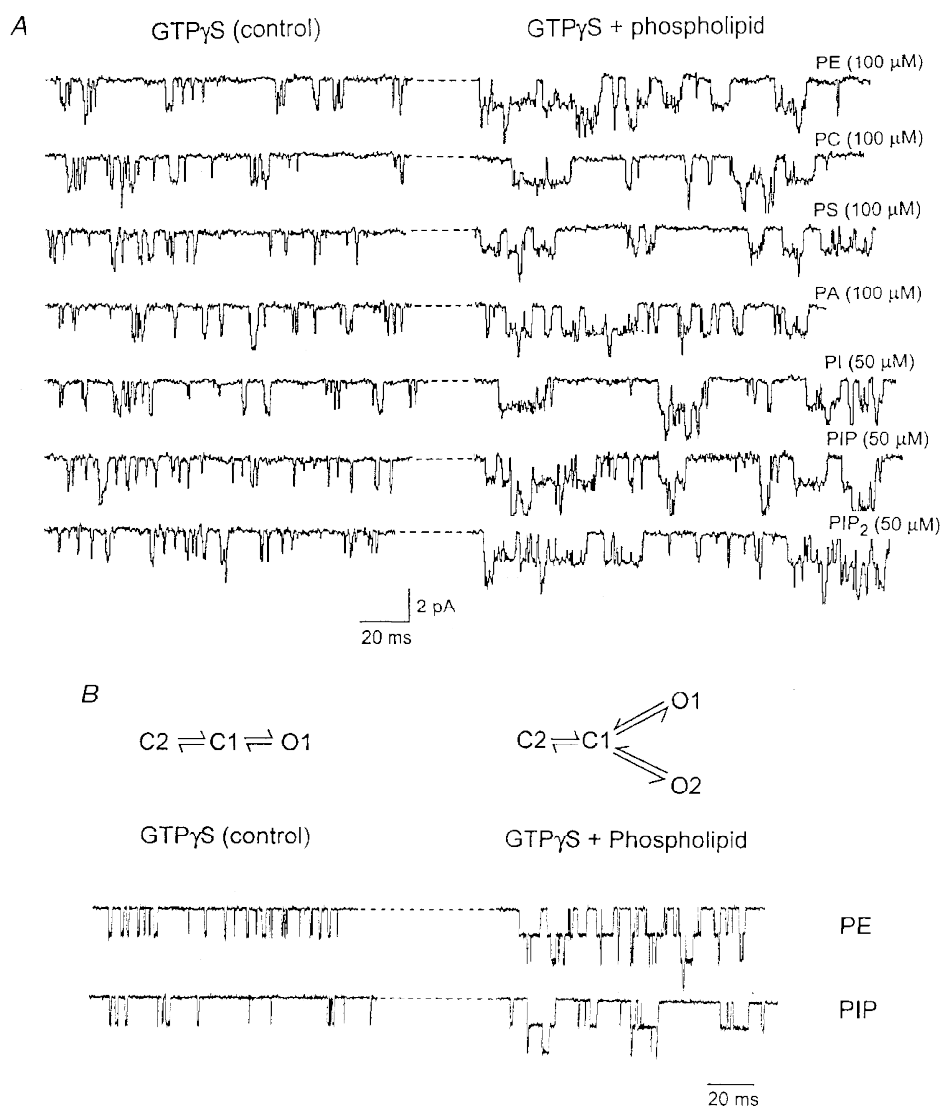 A
GTPγS (control)
GTPγS + phospholipid
PE (100 μM)
PC (100 μM)
PS (100 μM)
PA (100 μM)
PI (50 μM)
PIP (50 μM)
PIP2 (50 μM)
2 pA
20 ms
B
C2 ⇌ C1 ⇌ O1
O1
C2 ⇌ C1
O2
GTPγS (control)
GTPγS + Phospholipid
PE
PIP
20 ms